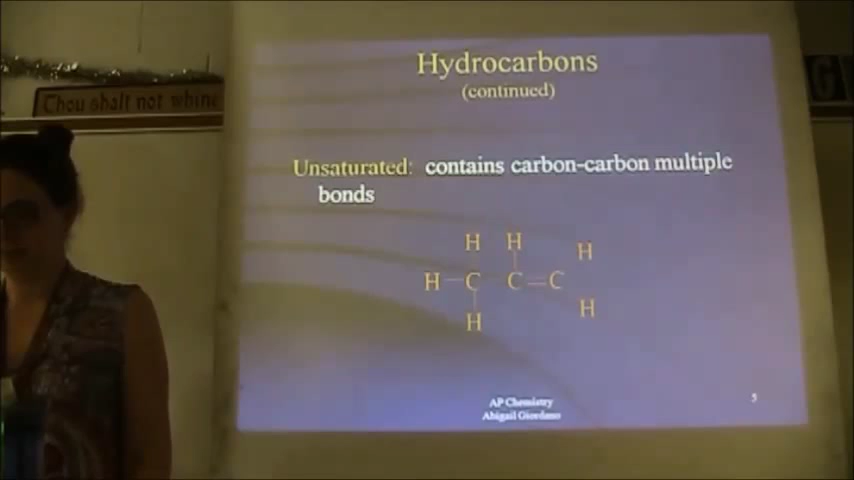 Hydrocarbons
(continued)
Thou shalt not whine
Unsaturated: contains carbon-carbon multiple
bonds
H H H
H C C C
H H
AP Chemistry
Abigail Giordano
5
G